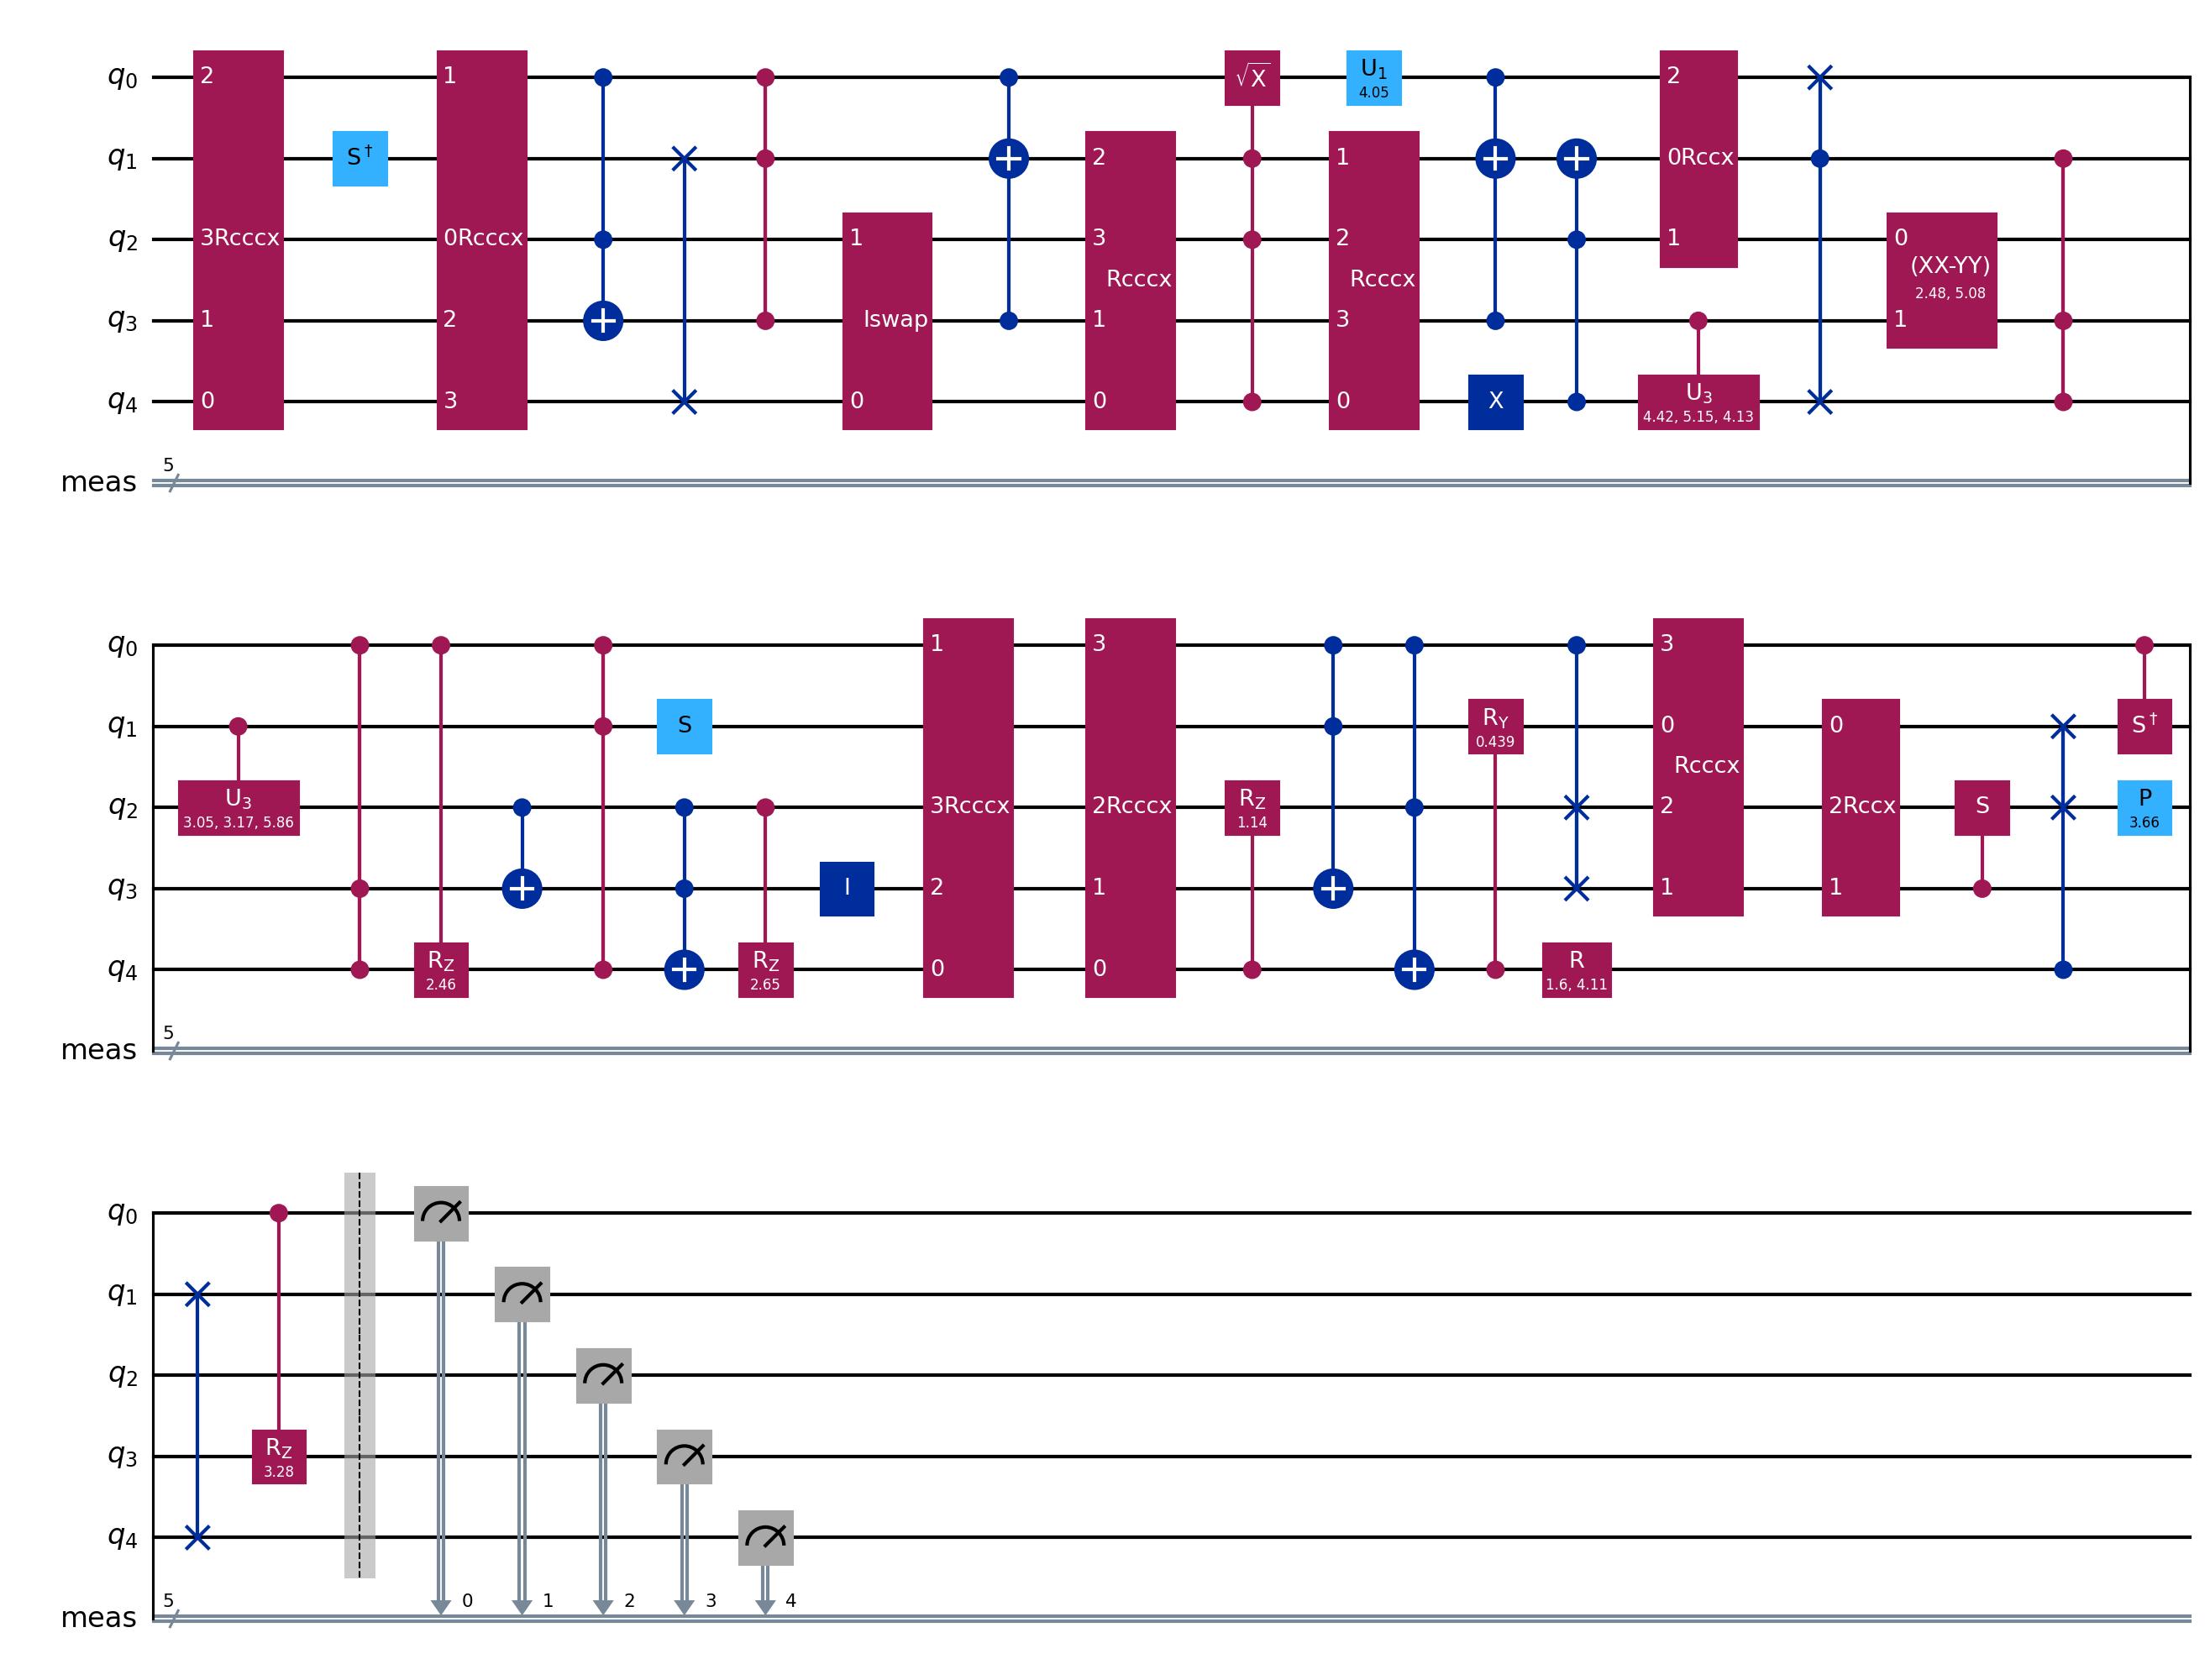 q0 2 1 √X U1 2
4.05
q1 S† 2 1 0Rccx
q2 3Rcccx 0Rcccx 1 3 2 1 0
Rcccx Rcccx (XX-YY)
2.48, 5.08
q3 1 2 Iswap 1 3 1
q4 0 3 0 0 0 X U3
4.42, 5.15, 4.13
5
meas
q0 1 3 3
q1 S RY 0 0 S†
0.439
Rcccx
q2 U3 3Rcccx 2Rcccx RZ 2 2Rccx S P
3.05, 3.17, 5.86 1.14 3.66
q3 I 2 1 1 1
q4 RZ RZ 0 0 R
2.46 2.65 1.6, 4.11
5
meas
q0
q1
q2
q3 RZ
3.28
q4
5 0 1 2 3 4
meas